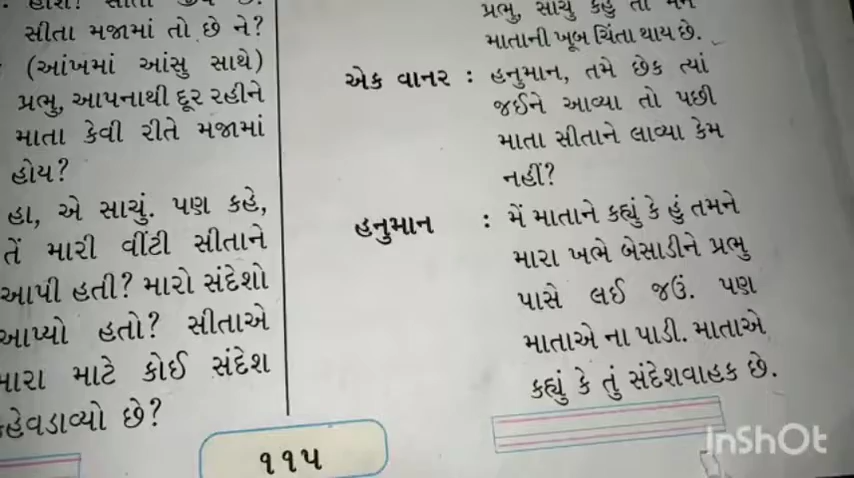 સીતા મજામાં તો છે ને?
(આંખમાં આંસુ સાથે)
પ્રભુ, આપનાથી દૂર રહીને
માતા કેવી રીતે મજામાં
હોય?
હા, એ સાચું. પણ કહે,
તેં મારી વીંટી સીતાને
આપી હતી? મારો સંદેશો
આપ્યો હતો? સીતાએ
મારા માટે કોઈ સંદેશ
કહેવડાવ્યો છે?
પ્રભુ, સાચું કહું તો મને
માતાની ખૂબ ચિંતા થાય છે.
એક વાનર : હનુમાન, તમે છેક ત્યાં
જઈને આવ્યા તો પછી
માતા સીતાને લાવ્યા કેમ
નહીં?
હનુમાન : મેં માતાને કહ્યું કે હું તમને
મારા ખભે બેસાડીને પ્રભુ
પાસે લઈ જઉં. પણ
માતાએ ના પાડી. માતાએ
કહ્યું કે તું સંદેશવાહક છે.
૧૧૫
InShOt